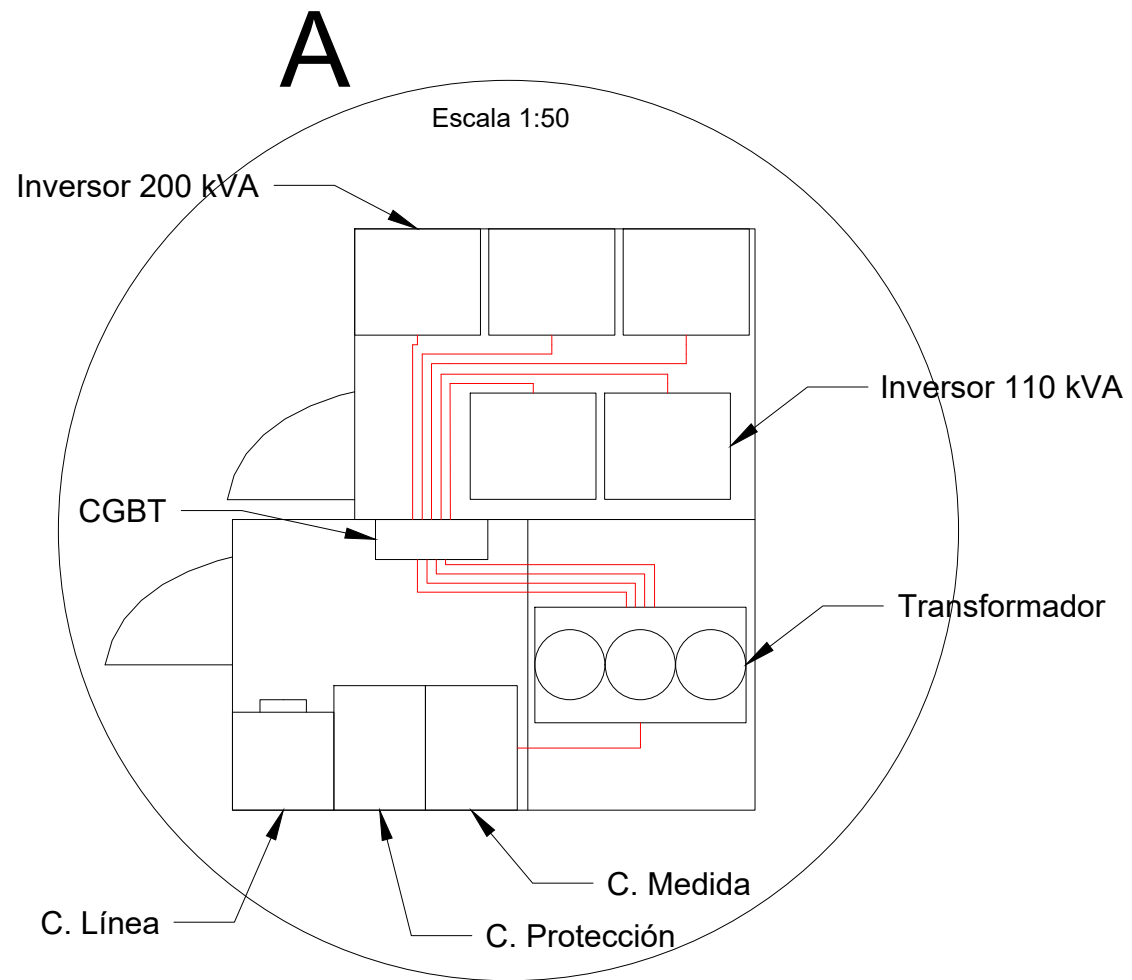 A
Escala 1:50
Inversor 200 kVA
Inversor 110 kVA
CGBT
Transformador
C. Medida
C. Línea
C. Protección